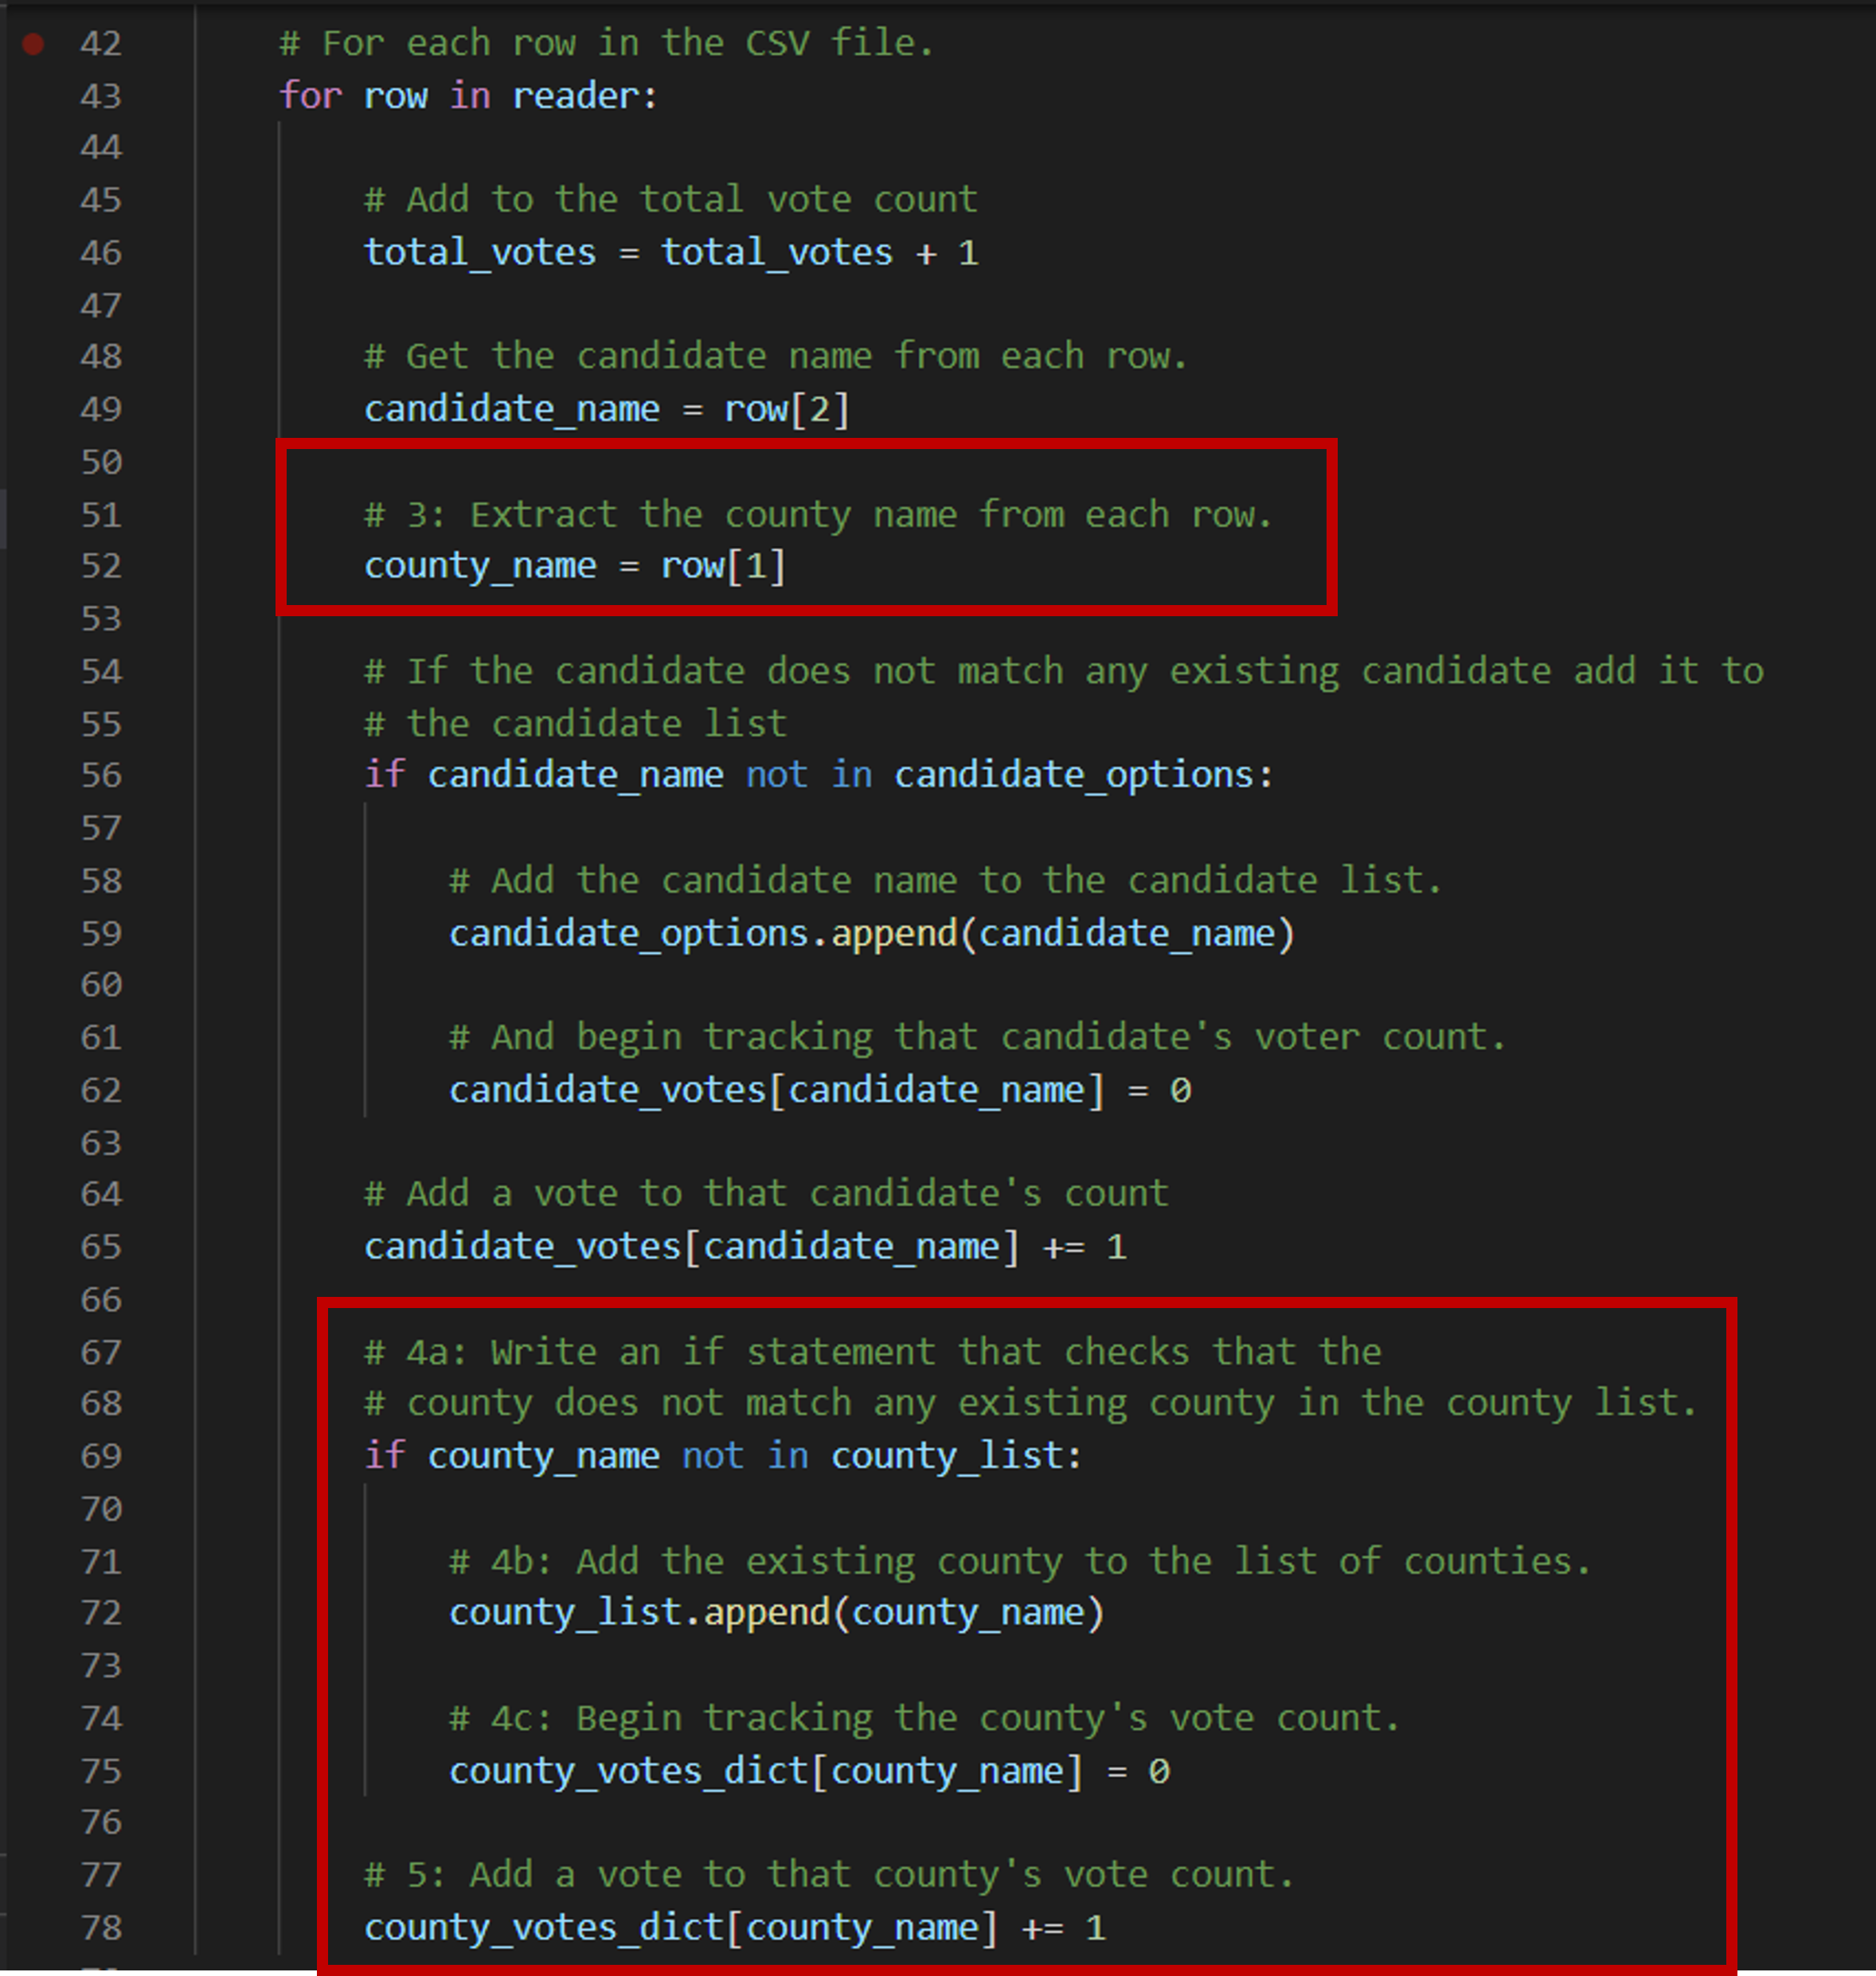 42 # For each row in the CSV file.
43 for row in reader:
44
45 # Add to the total vote count
46 total_votes = total_votes + 1
47
48 # Get the candidate name from each row.
49 candidate_name = row[2]
50
51 # 3: Extract the county name from each row.
52 county_name = row[1]
53
54 # If the candidate does not match any existing candidate add it to
55 # the candidate list
56 if candidate_name not in candidate_options:
57
58 # Add the candidate name to the candidate list.
59 candidate_options.append(candidate_name)
60
61 # And begin tracking that candidate's voter count.
62 candidate_votes[candidate_name] = 0
63
64 # Add a vote to that candidate's count
65 candidate_votes[candidate_name] += 1
66
67 # 4a: Write an if statement that checks that the
68 # county does not match any existing county in the county list.
69 if county_name not in county_list:
70
71 # 4b: Add the existing county to the list of counties.
72 county_list.append(county_name)
73
74 # 4c: Begin tracking the county's vote count.
75 county_votes_dict[county_name] = 0
76
77 # 5: Add a vote to that county's vote count.
78 county_votes_dict[county_name] += 1